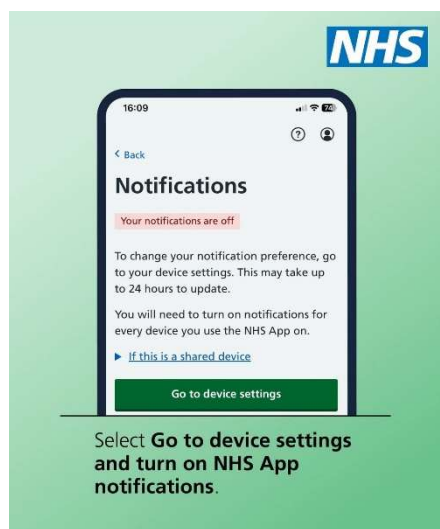 NHS
16:09
74
?
< Back
Notifications
Your notifications are off
To change your notification preference, go
to your device settings. This may take up
to 24 hours to update.
You will need to turn on notifications for
every device you use the NHS App on.
If this is a shared device
Go to device settings
Select Go to device settings
and turn on NHS App
notifications.